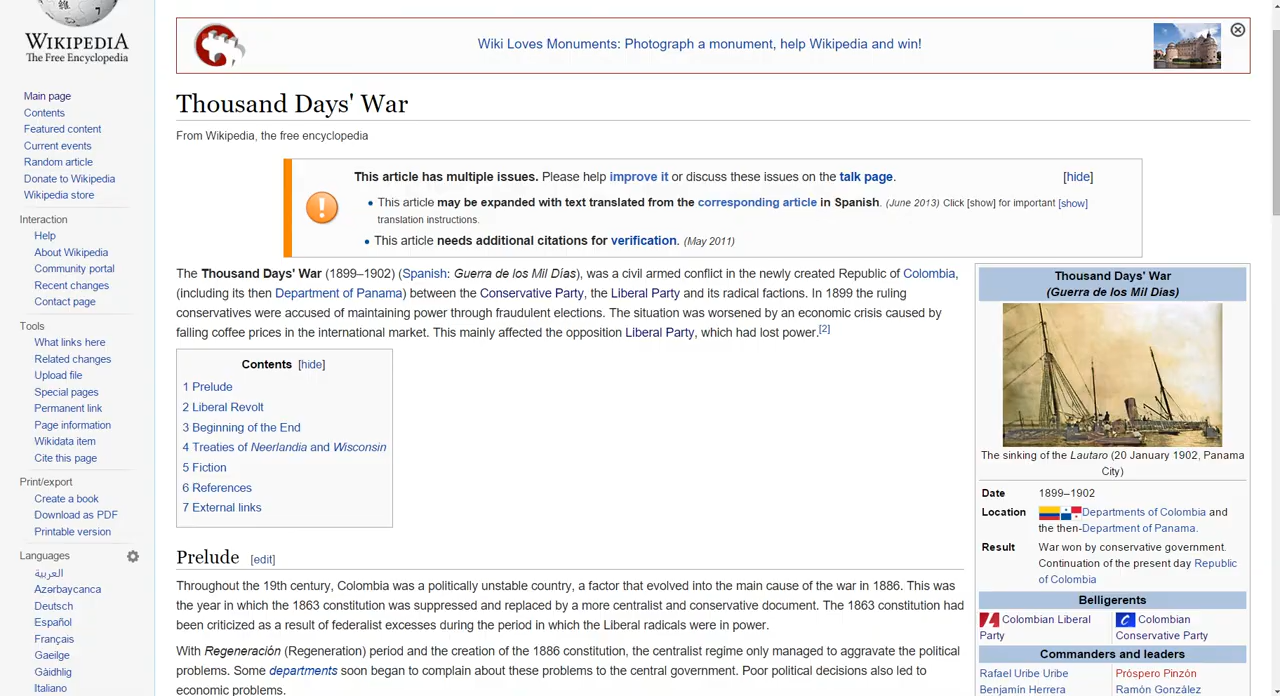 WIKIPEDIA
The Free Encyclopedia
Main page
Contents
Featured content
Current events
Random article
Donate to Wikipedia
Wikipedia store
Interaction
Help
About Wikipedia
Community portal
Recent changes
Contact page
Tools
What links here
Related changes
Upload file
Special pages
Permanent link
Page information
Wikidata item
Cite this page
Print/export
Create a book
Download as PDF
Printable version
Languages
العربية
Azərbaycanca
Deutsch
Español
Français
Gaeilge
Gàidhlig
Italiano
Wiki Loves Monuments: Photograph a monument, help Wikipedia and win!
Thousand Days' War
From Wikipedia, the free encyclopedia
This article has multiple issues. Please help improve it or discuss these issues on the talk page. [hide]
• This article may be expanded with text translated from the corresponding article in Spanish. (June 2013) Click [show] for important [show]
translation instructions.
• This article needs additional citations for verification. (May 2011)
The Thousand Days' War (1899–1902) (Spanish: Guerra de los Mil Días), was a civil armed conflict in the newly created Republic of Colombia,
(including its then Department of Panama) between the Conservative Party, the Liberal Party and its radical factions. In 1899 the ruling
conservatives were accused of maintaining power through fraudulent elections. The situation was worsened by an economic crisis caused by
falling coffee prices in the international market. This mainly affected the opposition Liberal Party, which had lost power.[2]
Contents [hide]
1 Prelude
2 Liberal Revolt
3 Beginning of the End
4 Treaties of Neerlandia and Wisconsin
5 Fiction
6 References
7 External links
Prelude [edit]
Throughout the 19th century, Colombia was a politically unstable country, a factor that evolved into the main cause of the war in 1886. This was
the year in which the 1863 constitution was suppressed and replaced by a more centralist and conservative document. The 1863 constitution had
been criticized as a result of federalist excesses during the period in which the Liberal radicals were in power.
With Regeneración (Regeneration) period and the creation of the 1886 constitution, the centralist regime only managed to aggravate the political
problems. Some departments soon began to complain about these problems to the central government. Poor political decisions also led to
economic problems.
Thousand Days' War
(Guerra de los Mil Días)
The sinking of the Lautaro (20 January 1902, Panama
City)
Date 1899–1902
Location Departments of Colombia and
the then-Department of Panama.
Result War won by conservative government.
Continuation of the present day Republic
of Colombia
Belligerents
Colombian Liberal
Party
Colombian
Conservative Party
Commanders and leaders
Rafael Uribe Uribe
Benjamín Herrera
Próspero Pinzón
Ramón González